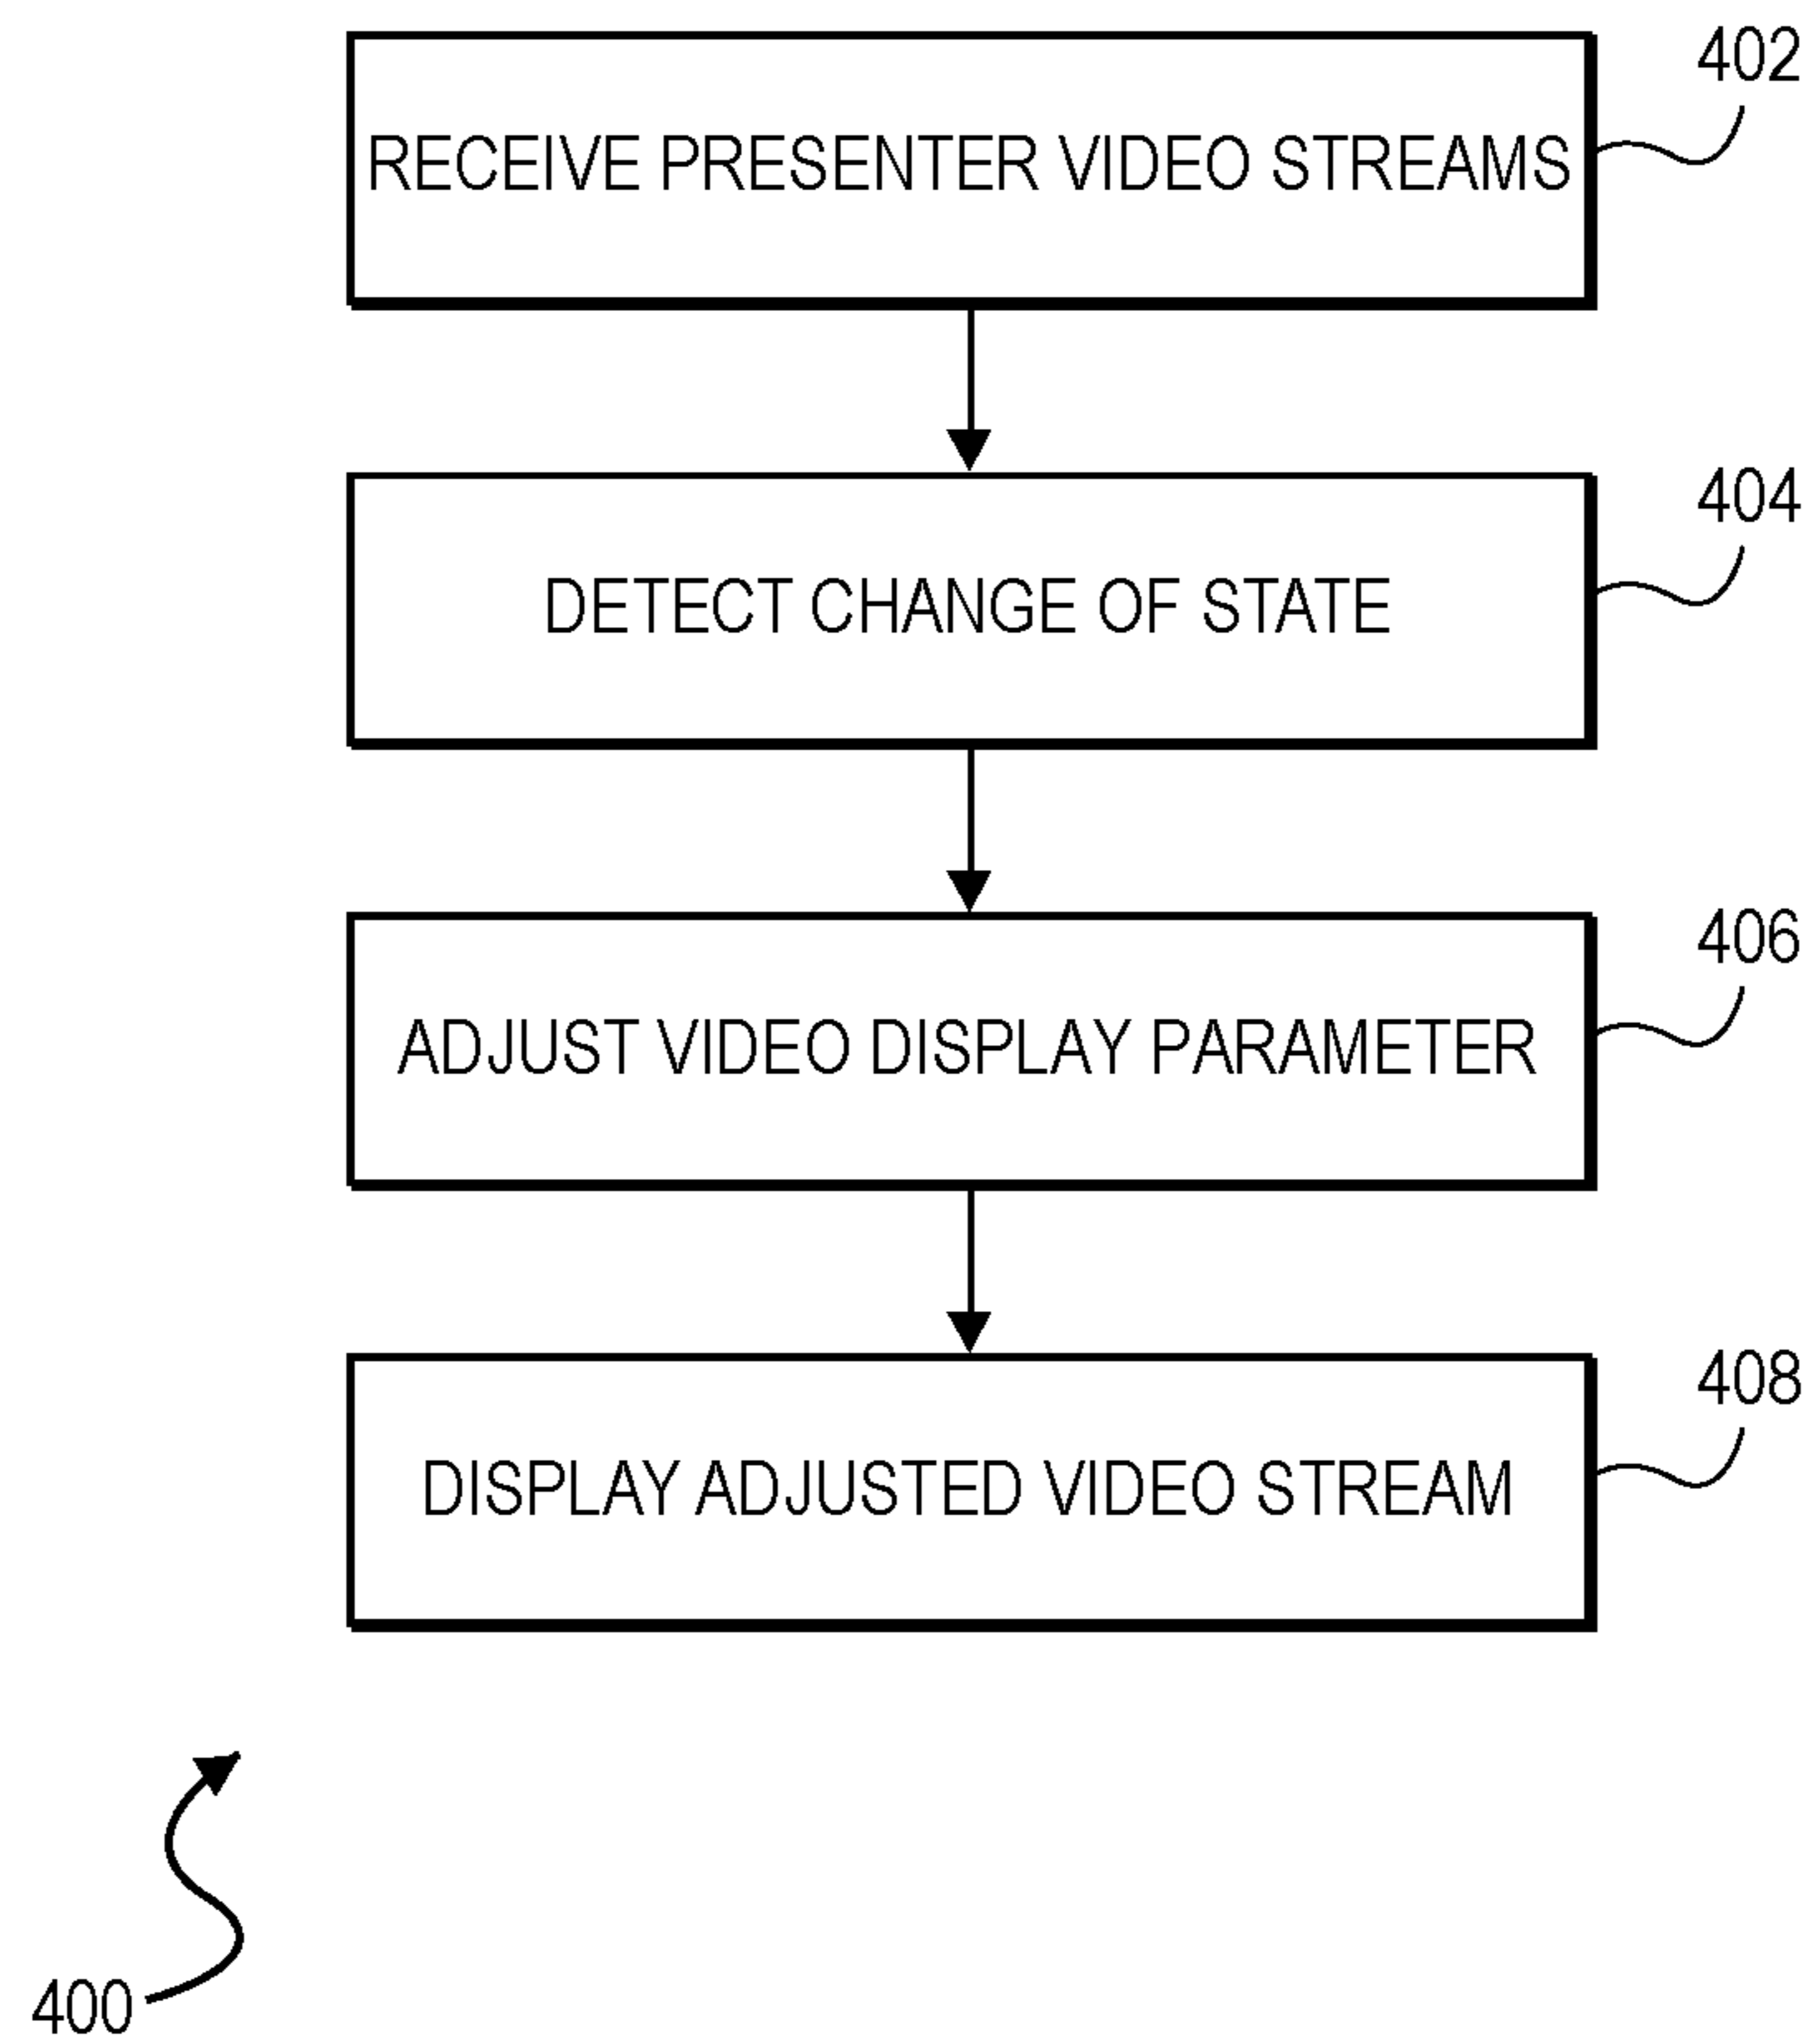 402
RECEIVE PRESENTER VIDEO STREAMS
404
DETECT CHANGE OF STATE
406
ADJUST VIDEO DISPLAY PARAMETER
408
DISPLAY ADJUSTED VIDEO STREAM
400